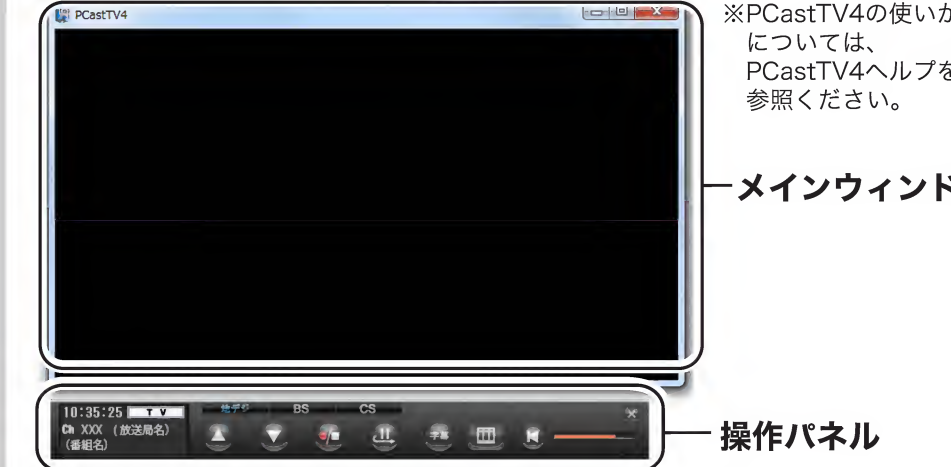 PCastTV4
※PCastTV4の使いか
については、
PCastTV4ヘルプを
参照ください。
メインウィンド
10:35:25 TV
地デジ BS CS
Ch XXX (放送局名)
(番組名)
字幕
操作パネル